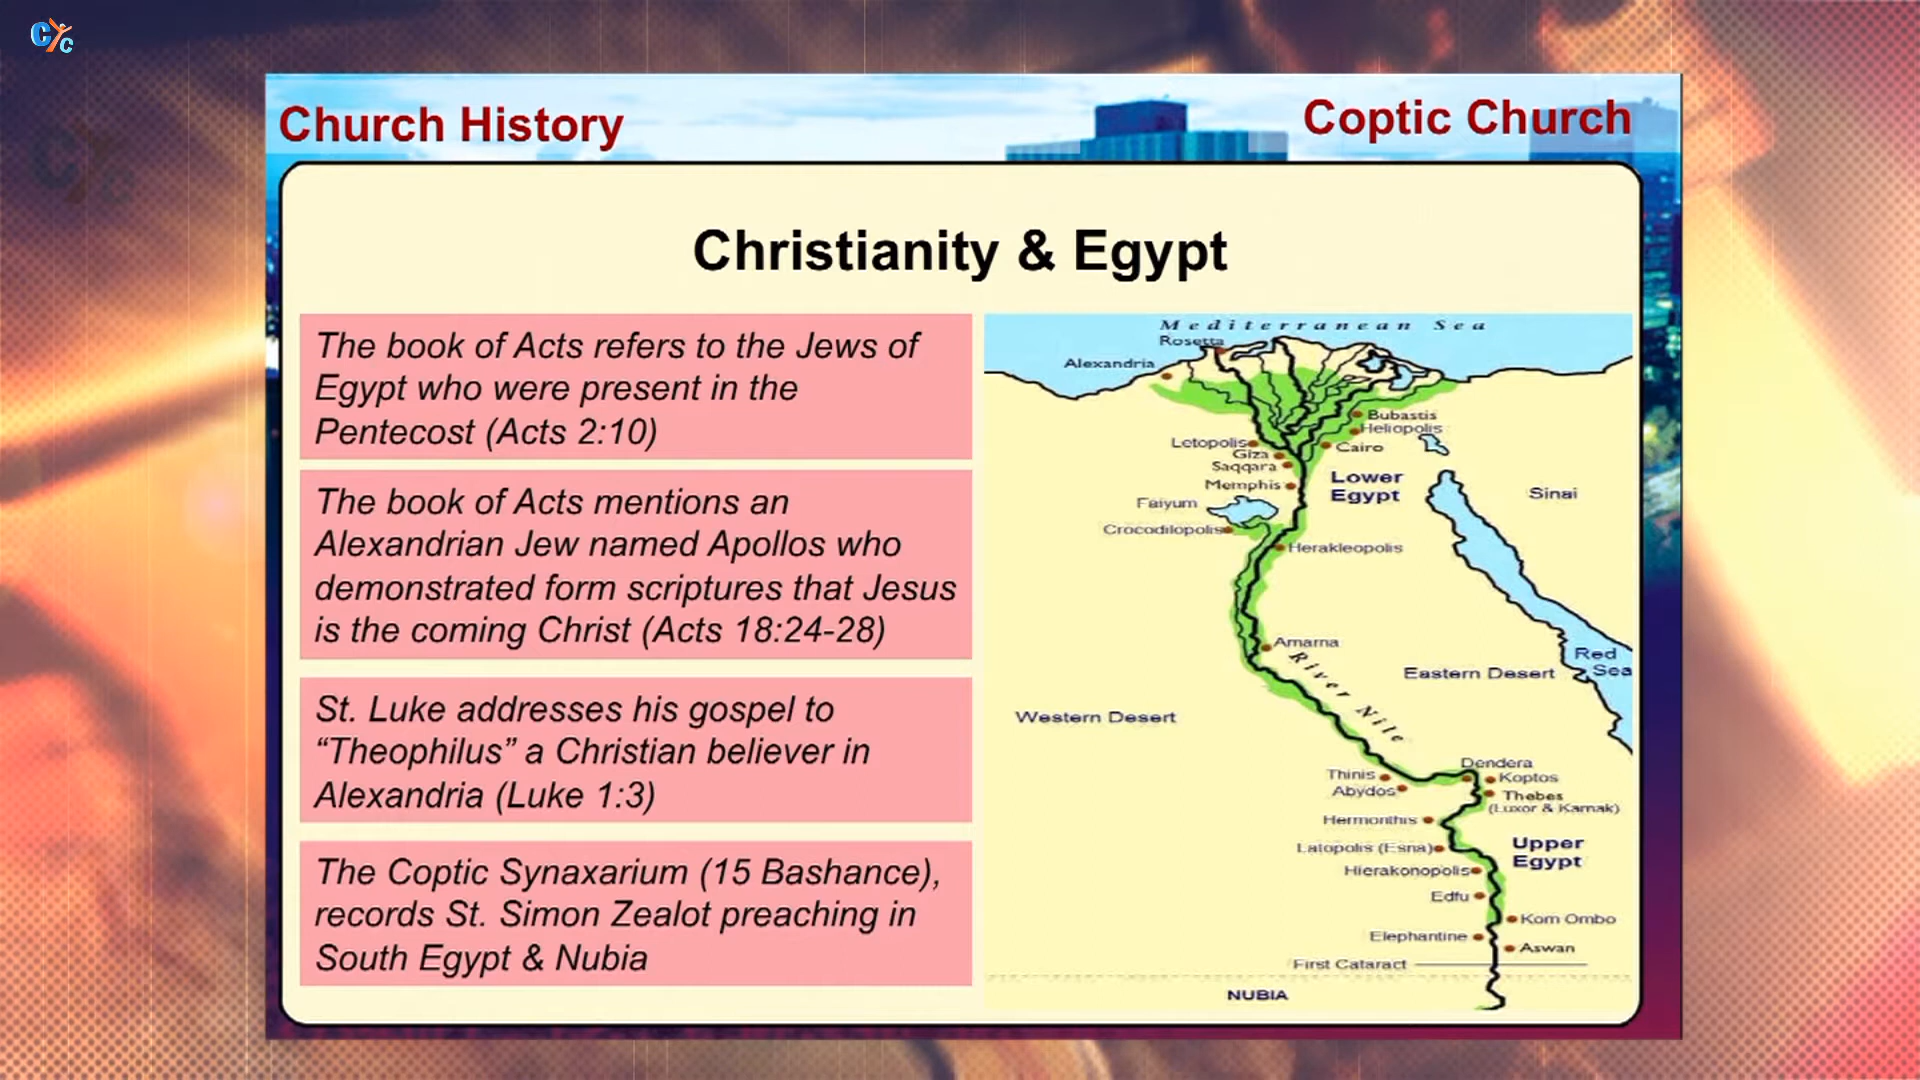 CYC
Church History
Coptic Church
Christianity & Egypt
The book of Acts refers to the Jews of
Egypt who were present in the
Pentecost (Acts 2:10)
The book of Acts mentions an
Alexandrian Jew named Apollos who
demonstrated form scriptures that Jesus
is the coming Christ (Acts 18:24-28)
St. Luke addresses his gospel to
“Theophilus” a Christian believer in
Alexandria (Luke 1:3)
The Coptic Synaxarium (15 Bashance),
records St. Simon Zealot preaching in
South Egypt & Nubia
Mediterranean Sea
Rosetta
Alexandria
Bubastis
Heliopolis
Letopolis
Cairo
Giza
Saqqara
Lower
Egypt
Memphis
Sinai
Faiyum
Crocodilopolis
Herakleopolis
Amarna
River Nile
Red
Sea
Eastern Desert
Western Desert
Dendera
Thinis
Koptos
Abydos
Thebes
(Luxor & Karnak)
Hermonthis
Upper
Egypt
Latopolis (Esna)
Hierakonopolis
Edfu
Kom Ombo
Elephantine
Aswan
First Cataract
NUBIA